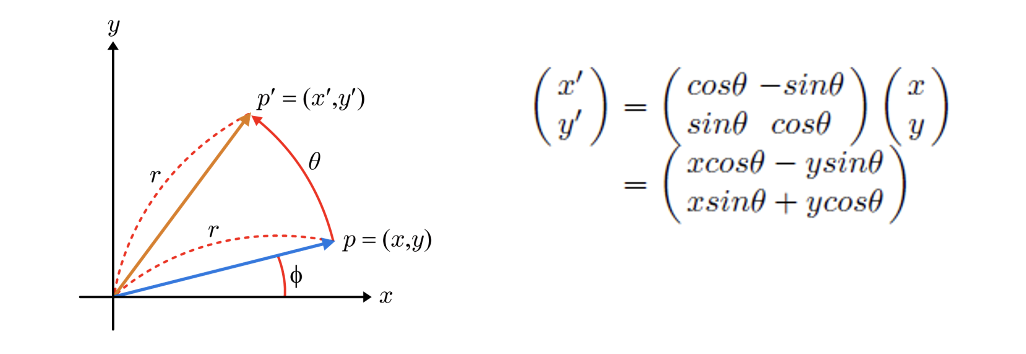 y
p′ = (x′,y′)
θ
r
r
p = (x,y)
ϕ
x
(x′ y′) = (cosθ −sinθ sinθ cosθ) (x y)
= (xcosθ − ysinθ xsinθ + ycosθ)